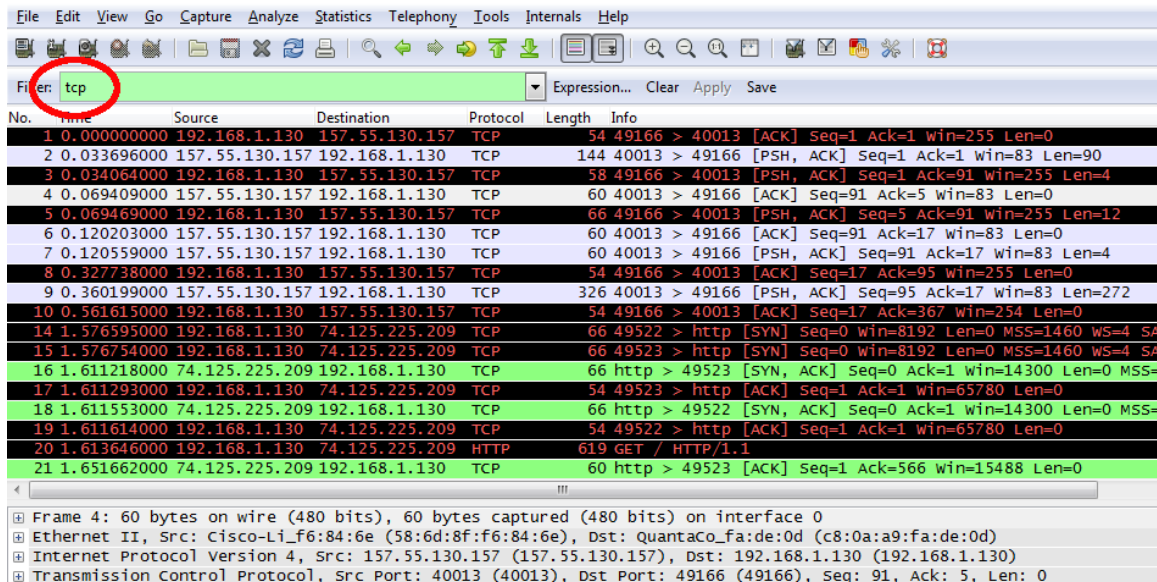 File Edit View Go Capture Analyze Statistics Telephony Tools Internals Help
Filter: tcp Expression... Clear Apply Save
No. Time Source Destination Protocol Length Info
1 0.000000000 192.168.1.130 157.55.130.157 TCP 54 49166 > 40013 [ACK] Seq=1 Ack=1 Win=255 Len=0
2 0.033696000 157.55.130.157 192.168.1.130 TCP 144 40013 > 49166 [PSH, ACK] Seq=1 Ack=1 Win=83 Len=90
3 0.034064000 192.168.1.130 157.55.130.157 TCP 58 49166 > 40013 [PSH, ACK] Seq=1 Ack=91 Win=255 Len=4
4 0.069409000 157.55.130.157 192.168.1.130 TCP 60 40013 > 49166 [ACK] Seq=91 Ack=5 Win=83 Len=0
5 0.069469000 192.168.1.130 157.55.130.157 TCP 66 49166 > 40013 [PSH, ACK] Seq=5 Ack=91 Win=255 Len=12
6 0.120203000 157.55.130.157 192.168.1.130 TCP 60 40013 > 49166 [ACK] Seq=91 Ack=17 Win=83 Len=0
7 0.120559000 157.55.130.157 192.168.1.130 TCP 60 40013 > 49166 [PSH, ACK] Seq=91 Ack=17 Win=83 Len=4
8 0.327738000 192.168.1.130 157.55.130.157 TCP 54 49166 > 40013 [ACK] Seq=17 Ack=95 Win=255 Len=0
9 0.360199000 157.55.130.157 192.168.1.130 TCP 326 40013 > 49166 [PSH, ACK] Seq=95 Ack=17 Win=83 Len=272
10 0.561615000 192.168.1.130 157.55.130.157 TCP 54 49166 > 40013 [ACK] Seq=17 Ack=367 Win=254 Len=0
14 1.576595000 192.168.1.130 74.125.225.209 TCP 66 49522 > http [SYN] Seq=0 Win=8192 Len=0 MSS=1460 WS=4 SA
15 1.576754000 192.168.1.130 74.125.225.209 TCP 66 49523 > http [SYN] Seq=0 Win=8192 Len=0 MSS=1460 WS=4 SA
16 1.611218000 74.125.225.209 192.168.1.130 TCP 66 http > 49523 [SYN, ACK] Seq=0 Ack=1 Win=14300 Len=0 MSS=
17 1.611293000 192.168.1.130 74.125.225.209 TCP 54 49523 > http [ACK] Seq=1 Ack=1 Win=65780 Len=0
18 1.611553000 74.125.225.209 192.168.1.130 TCP 66 http > 49522 [SYN, ACK] Seq=0 Ack=1 Win=14300 Len=0 MSS=
19 1.611614000 192.168.1.130 74.125.225.209 TCP 54 49522 > http [ACK] Seq=1 Ack=1 Win=65780 Len=0
20 1.613646000 192.168.1.130 74.125.225.209 HTTP 619 GET / HTTP/1.1
21 1.651662000 74.125.225.209 192.168.1.130 TCP 60 http > 49523 [ACK] Seq=1 Ack=566 Win=15488 Len=0
Frame 4: 60 bytes on wire (480 bits), 60 bytes captured (480 bits) on interface 0
Ethernet II, Src: Cisco-Li_f6:84:6e (58:6d:8f:f6:84:6e), Dst: QuantaCo_fa:de:0d (c8:0a:a9:fa:de:0d)
Internet Protocol Version 4, Src: 157.55.130.157 (157.55.130.157), Dst: 192.168.1.130 (192.168.1.130)
Transmission Control Protocol, Src Port: 40013 (40013), Dst Port: 49166 (49166), Seq: 91, Ack: 5, Len: 0